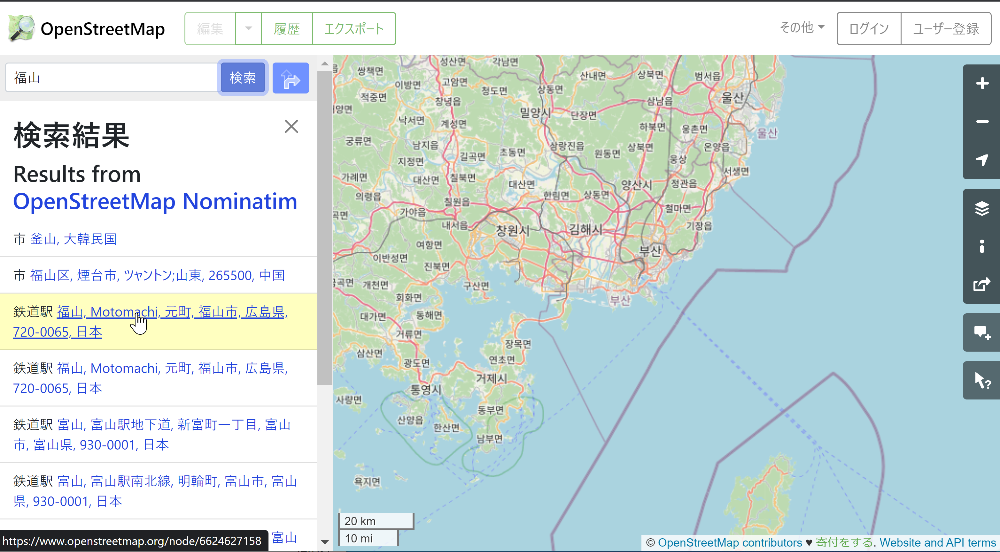 OpenStreetMap
編集
履歴
エクスポート
その他
ログイン
ユーザー登録
福山
検索
検索結果
Results from
OpenStreetMap Nominatim
市 釜山, 大韓民国
市 福山区, 煙台市, ツャントン;山東, 265500, 中国
鉄道駅 福山, Motomachi, 元町, 福山市, 広島県,
720-0065, 日本
鉄道駅 福山, Motomachi, 元町, 福山市, 広島県,
720-0065, 日本
鉄道駅 富山, 富山駅地下道, 新富町一丁目, 富山
市, 富山県, 930-0001, 日本
鉄道駅 富山, 富山駅南北線, 明輪町, 富山市, 富山
県, 930-0001, 日本
富山
https://www.openstreetmap.org/node/6624627158
성산면
각남면
쌍책면
이방면
고암면
산내면
상북면
범서읍
적중면
창녕읍
청도면
상동면
울산
삼남읍
밀양시
단장면
낙서면
계성면
하북면
웅촌면
울산
궁류면
남지읍
초동면
삼랑진읍
원동면
상북면
온양읍
지정면
길곡면
웅상
서생면
가례면
대산면
칠북면
대산면
양산시
정관읍
의령읍
한림면
상동면
칠원읍
철마면
가야읍
내서읍
창원시
김해시
기장읍
여항면
부산
이반성면
진북면
개천면
구산면
회화면
부산
대가면
동해면
거류면
장목면
삼산면
연초면
광도면
거제시
통영시
사량면
동부면
산양읍
한산면
남부면
욕지면
20 km
10 mi
© OpenStreetMap contributors ♥ 寄付をする. Website and API terms